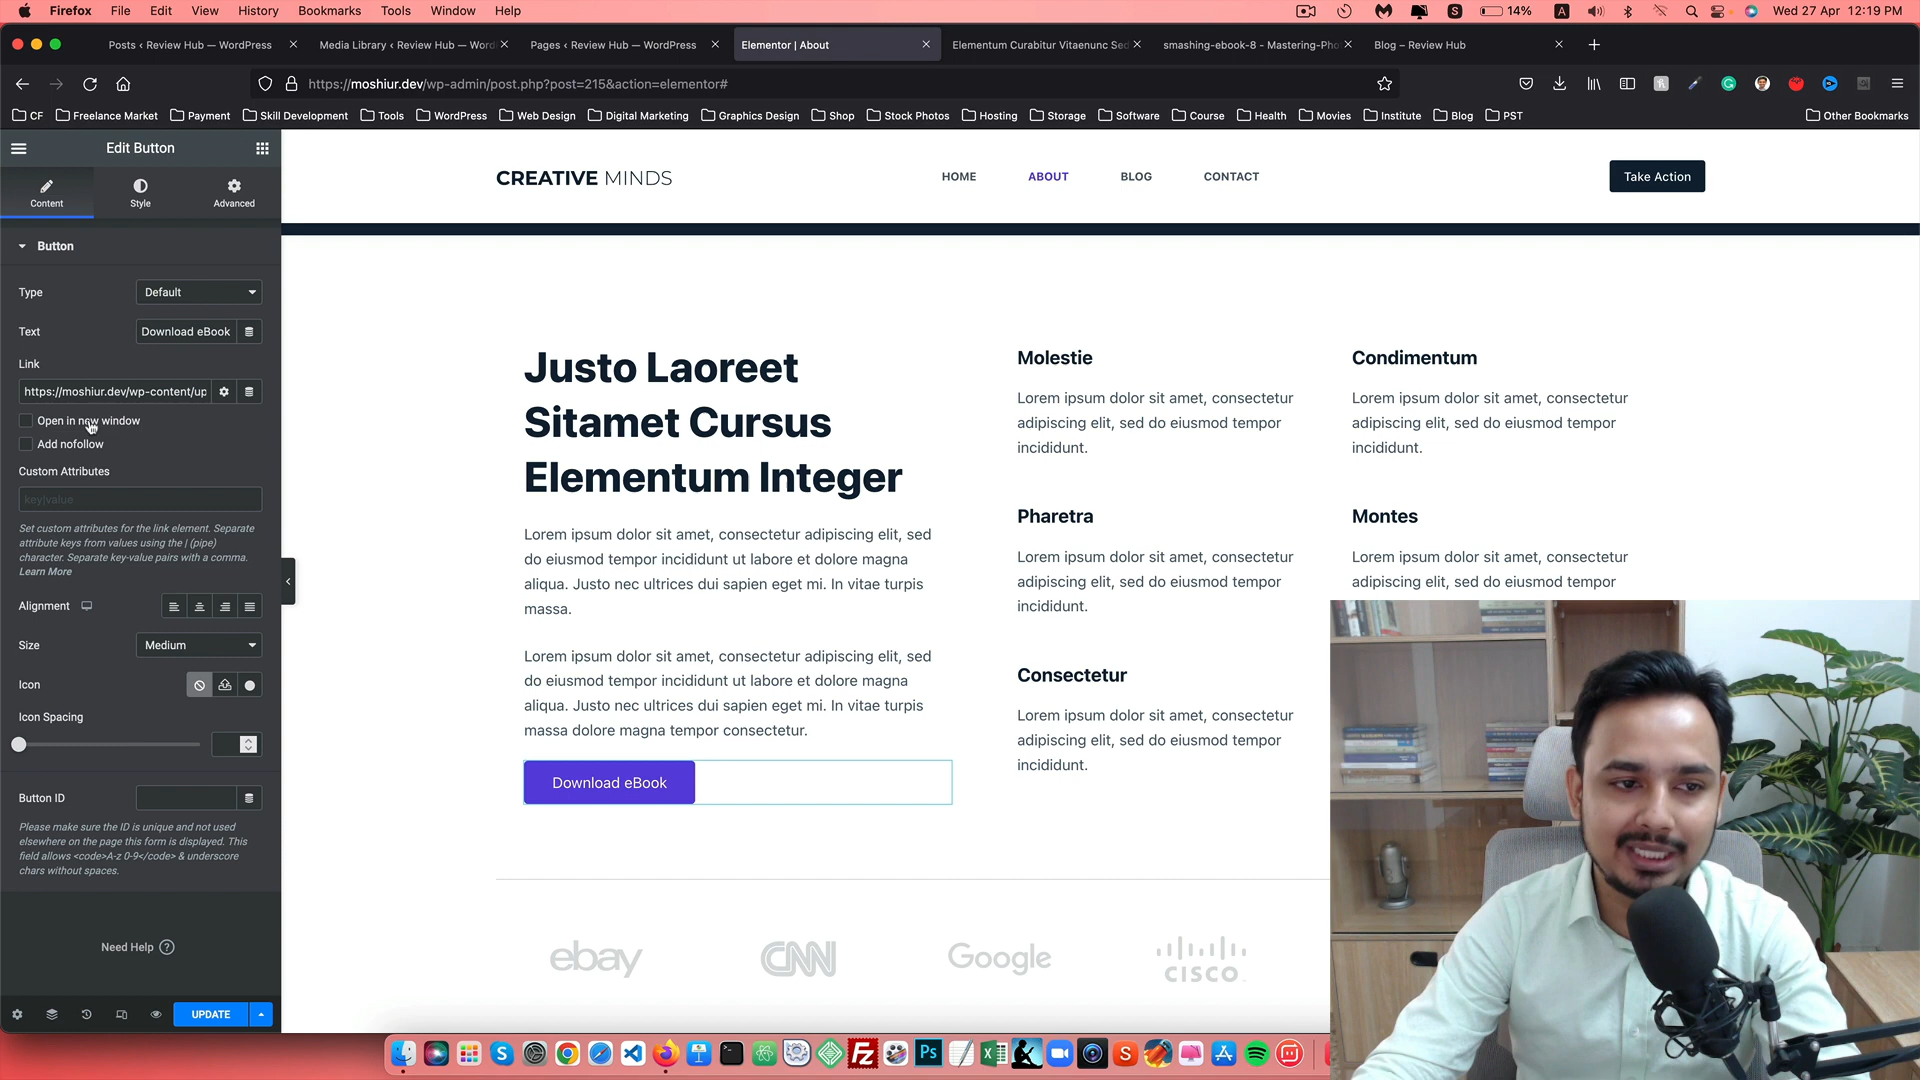 Firefox File Edit View History Bookmarks Tools Window Help
14% A Wed 27 Apr 12:19 PM
Posts ‹ Review Hub — WordPress
Media Library ‹ Review Hub — Word
Pages ‹ Review Hub — WordPress
Elementor | About
Elementum Curabitur Vitaenunc Sed
smashing-ebook-8 - Mastering-Pho
Blog – Review Hub
https://moshiur.dev/wp-admin/post.php?post=215&action=elementor#
CF Freelance Market Payment Skill Development Tools WordPress Web Design Digital Marketing Graphics Design Shop Stock Photos Hosting Storage Software Course Health Movies Institute Blog PST Other Bookmarks
Edit Button
Content Style Advanced
Button
Type Default
Text Download eBook
Link
https://moshiur.dev/wp-content/up
Open in new window
Add nofollow
Custom Attributes
key|value
Set custom attributes for the link element. Separate
attribute keys from values using the | (pipe)
character. Separate key-value pairs with a comma.
Learn More
Alignment
Size Medium
Icon
Icon Spacing
Button ID
Please make sure the ID is unique and not used
elsewhere on the page this form is displayed. This
field allows <code>A-z 0-9</code> & underscore
chars without spaces.
Need Help ?
UPDATE
CREATIVE MINDS
HOME ABOUT BLOG CONTACT
Take Action
Justo Laoreet
Sitamet Cursus
Elementum Integer
Lorem ipsum dolor sit amet, consectetur adipiscing elit, sed
do eiusmod tempor incididunt ut labore et dolore magna
aliqua. Justo nec ultrices dui sapien eget mi. In vitae turpis
massa.
Lorem ipsum dolor sit amet, consectetur adipiscing elit, sed
do eiusmod tempor incididunt ut labore et dolore magna
aliqua. Justo nec ultrices dui sapien eget mi. In vitae turpis
massa dolore magna tempor consectetur.
Download eBook
Molestie
Lorem ipsum dolor sit amet, consectetur
adipiscing elit, sed do eiusmod tempor
incididunt.
Condimentum
Lorem ipsum dolor sit amet, consectetur
adipiscing elit, sed do eiusmod tempor
incididunt.
Pharetra
Lorem ipsum dolor sit amet, consectetur
adipiscing elit, sed do eiusmod tempor
incididunt.
Montes
Lorem ipsum dolor sit amet, consectetur
adipiscing elit, sed do eiusmod tempor
Consectetur
Lorem ipsum dolor sit amet, consectetur
adipiscing elit, sed do eiusmod tempor
incididunt.
ebay CNN Google CISCO
Fz Ps